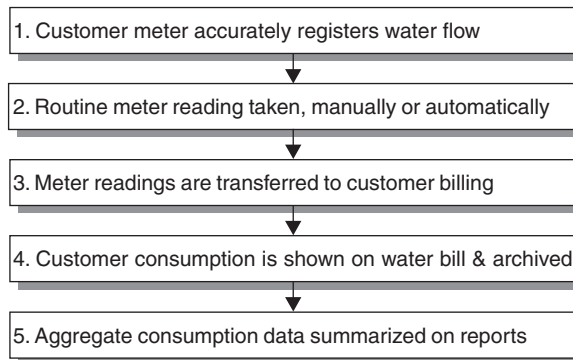 1. Customer meter accurately registers water flow
2. Routine meter reading taken, manually or automatically
3. Meter readings are transferred to customer billing
4. Customer consumption is shown on water bill & archived
5. Aggregate consumption data summarized on reports